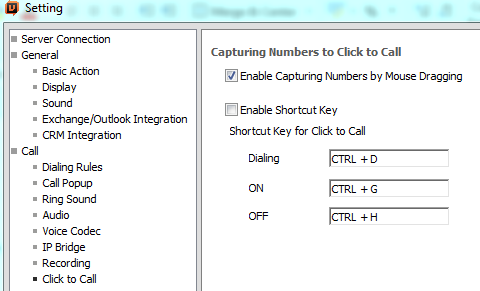 Setting
Server Connection
General
Basic Action
Display
Sound
Exchange/Outlook Integration
CRM Integration
Call
Dialing Rules
Call Popup
Ring Sound
Audio
Voice Codec
IP Bridge
Recording
Click to Call
Capturing Numbers to Click to Call
Enable Capturing Numbers by Mouse Dragging
Enable Shortcut Key
Shortcut Key for Click to Call
Dialing CTRL + D
ON CTRL + G
OFF CTRL + H